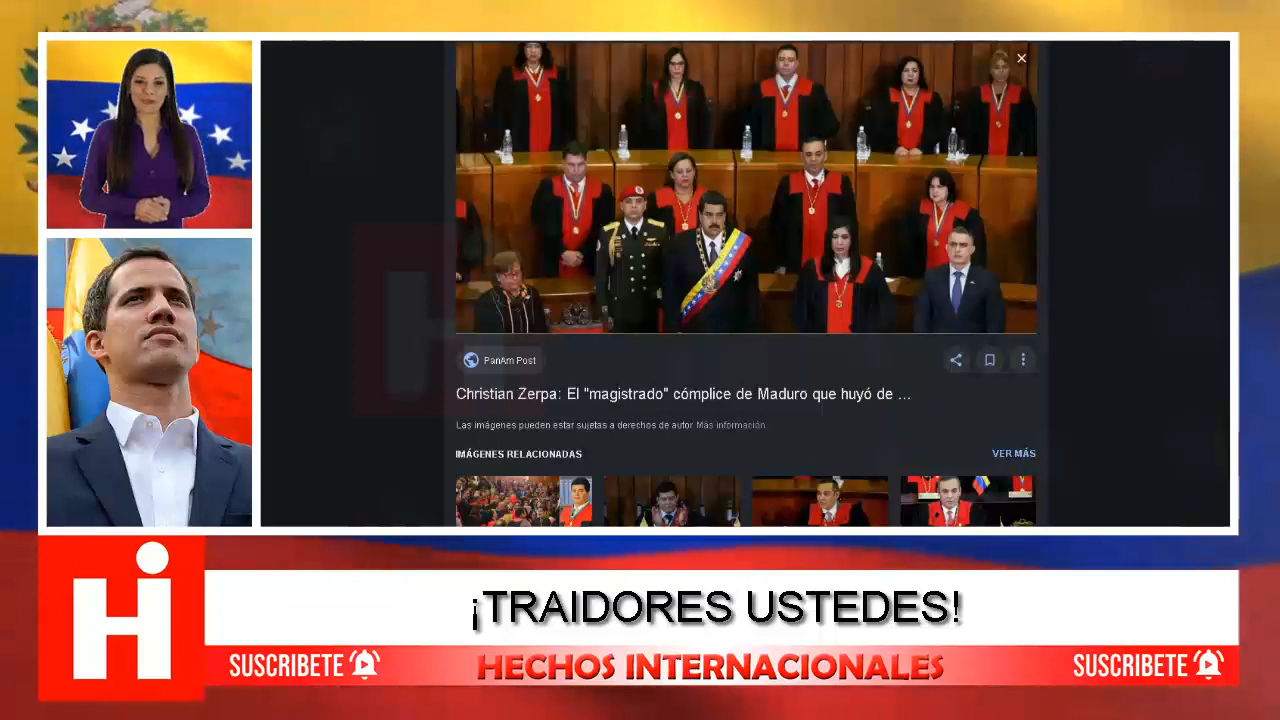 PanAm Post
Christian Zerpa: El "magistrado" cómplice de Maduro que huyó de ...
Las imágenes pueden estar sujetas a derechos de autor Más información
IMÁGENES RELACIONADAS
VER MÁS
Hi
¡TRAIDORES USTEDES!
SUSCRIBETE
HECHOS INTERNACIONALES
SUSCRIBETE